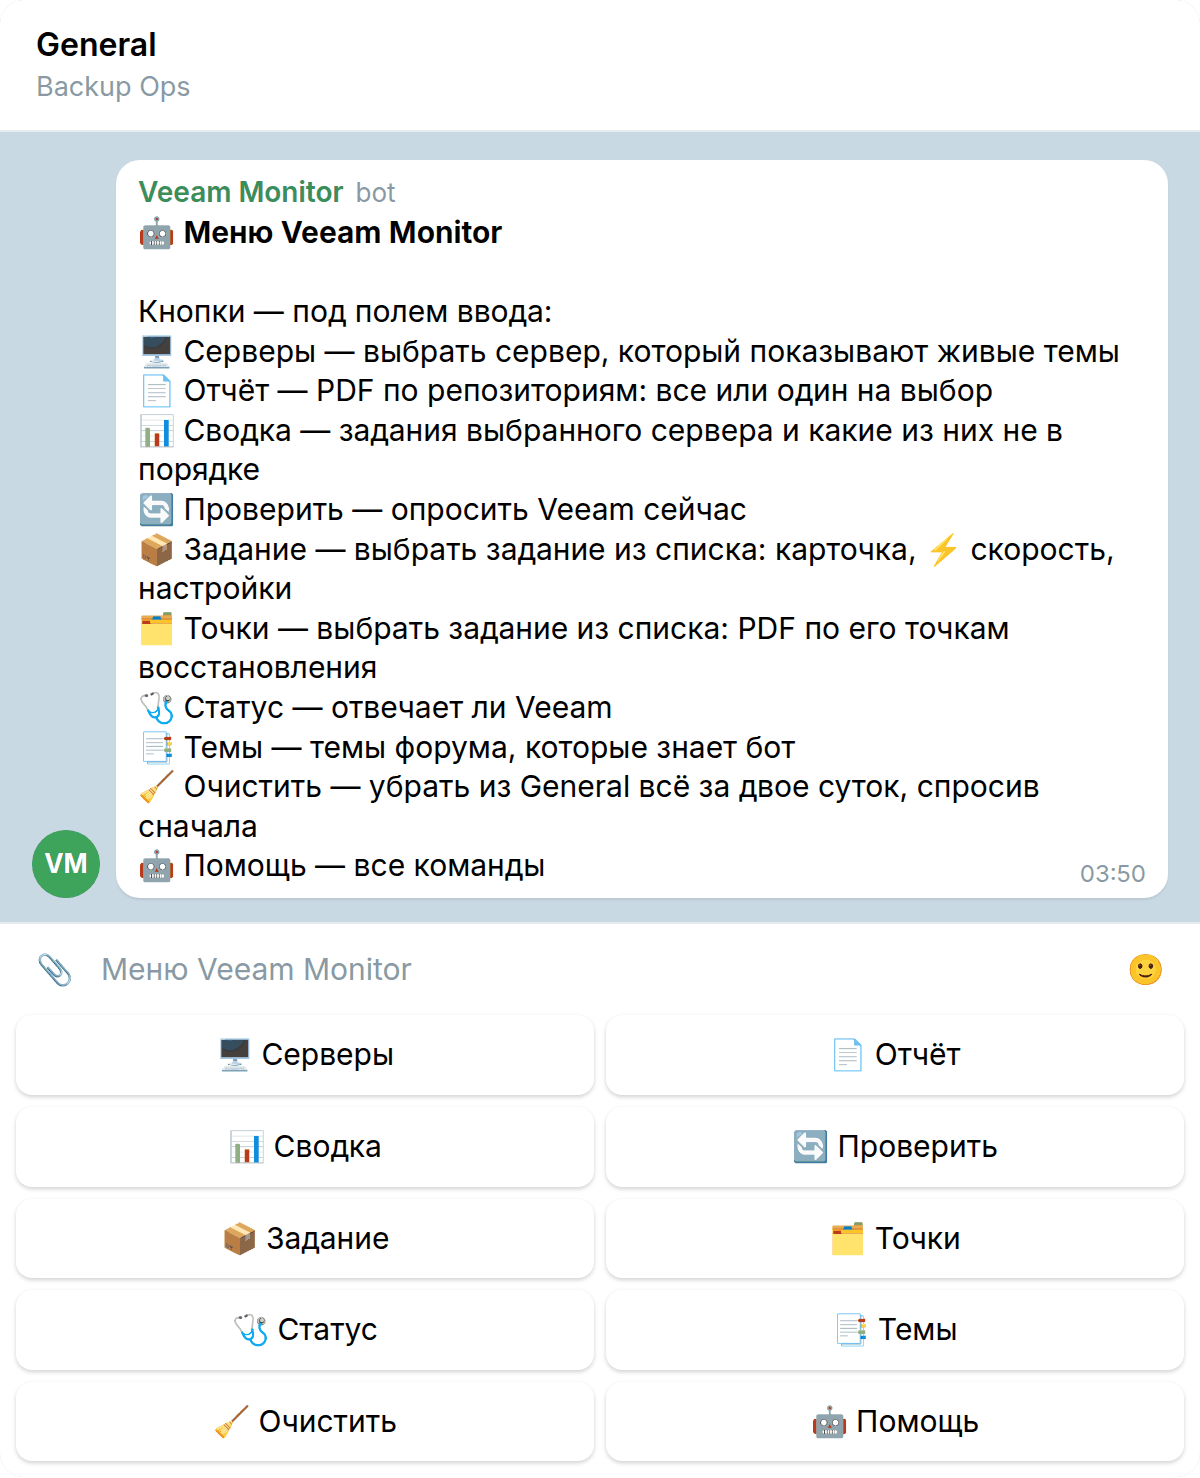 General
Backup Ops
Veeam Monitor bot
🤖 Меню Veeam Monitor
Кнопки — под полем ввода:
🖥️ Серверы — выбрать сервер, который показывают живые темы
📄 Отчёт — PDF по репозиториям: все или один на выбор
📊 Сводка — задания выбранного сервера и какие из них не в
порядке
🔄 Проверить — опросить Veeam сейчас
📦 Задание — выбрать задание из списка: карточка, ⚡ скорость,
настройки
🗂️ Точки — выбрать задание из списка: PDF по его точкам
восстановления
🩺 Статус — отвечает ли Veeam
📑 Темы — темы форума, которые знает бот
🧹 Очистить — убрать из General всё за двое суток, спросив
сначала
🤖 Помощь — все команды
03:50
VM
Меню Veeam Monitor
🖥️ Серверы
📄 Отчёт
📊 Сводка
🔄 Проверить
📦 Задание
🗂️ Точки
🩺 Статус
📑 Темы
🧹 Очистить
🤖 Помощь